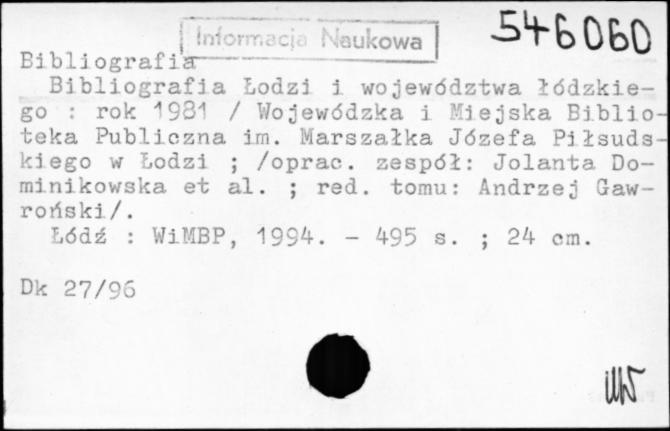 Informacja Naukowa
546060
Bibliografia
Bibliografia Łodzi i województwa łódzkie-
go : rok 1981 / Wojewódzka i Miejska Biblio-
teka Publiczna im. Marszałka Józefa Piłsuds-
kiego w Łodzi ; /oprac. zespół: Jolanta Do-
minikowska et al. ; red. tomu: Andrzej Gaw-
roński/.
Łódź : WiMBP, 1994. - 495 s. ; 24 cm.
Dk 27/96